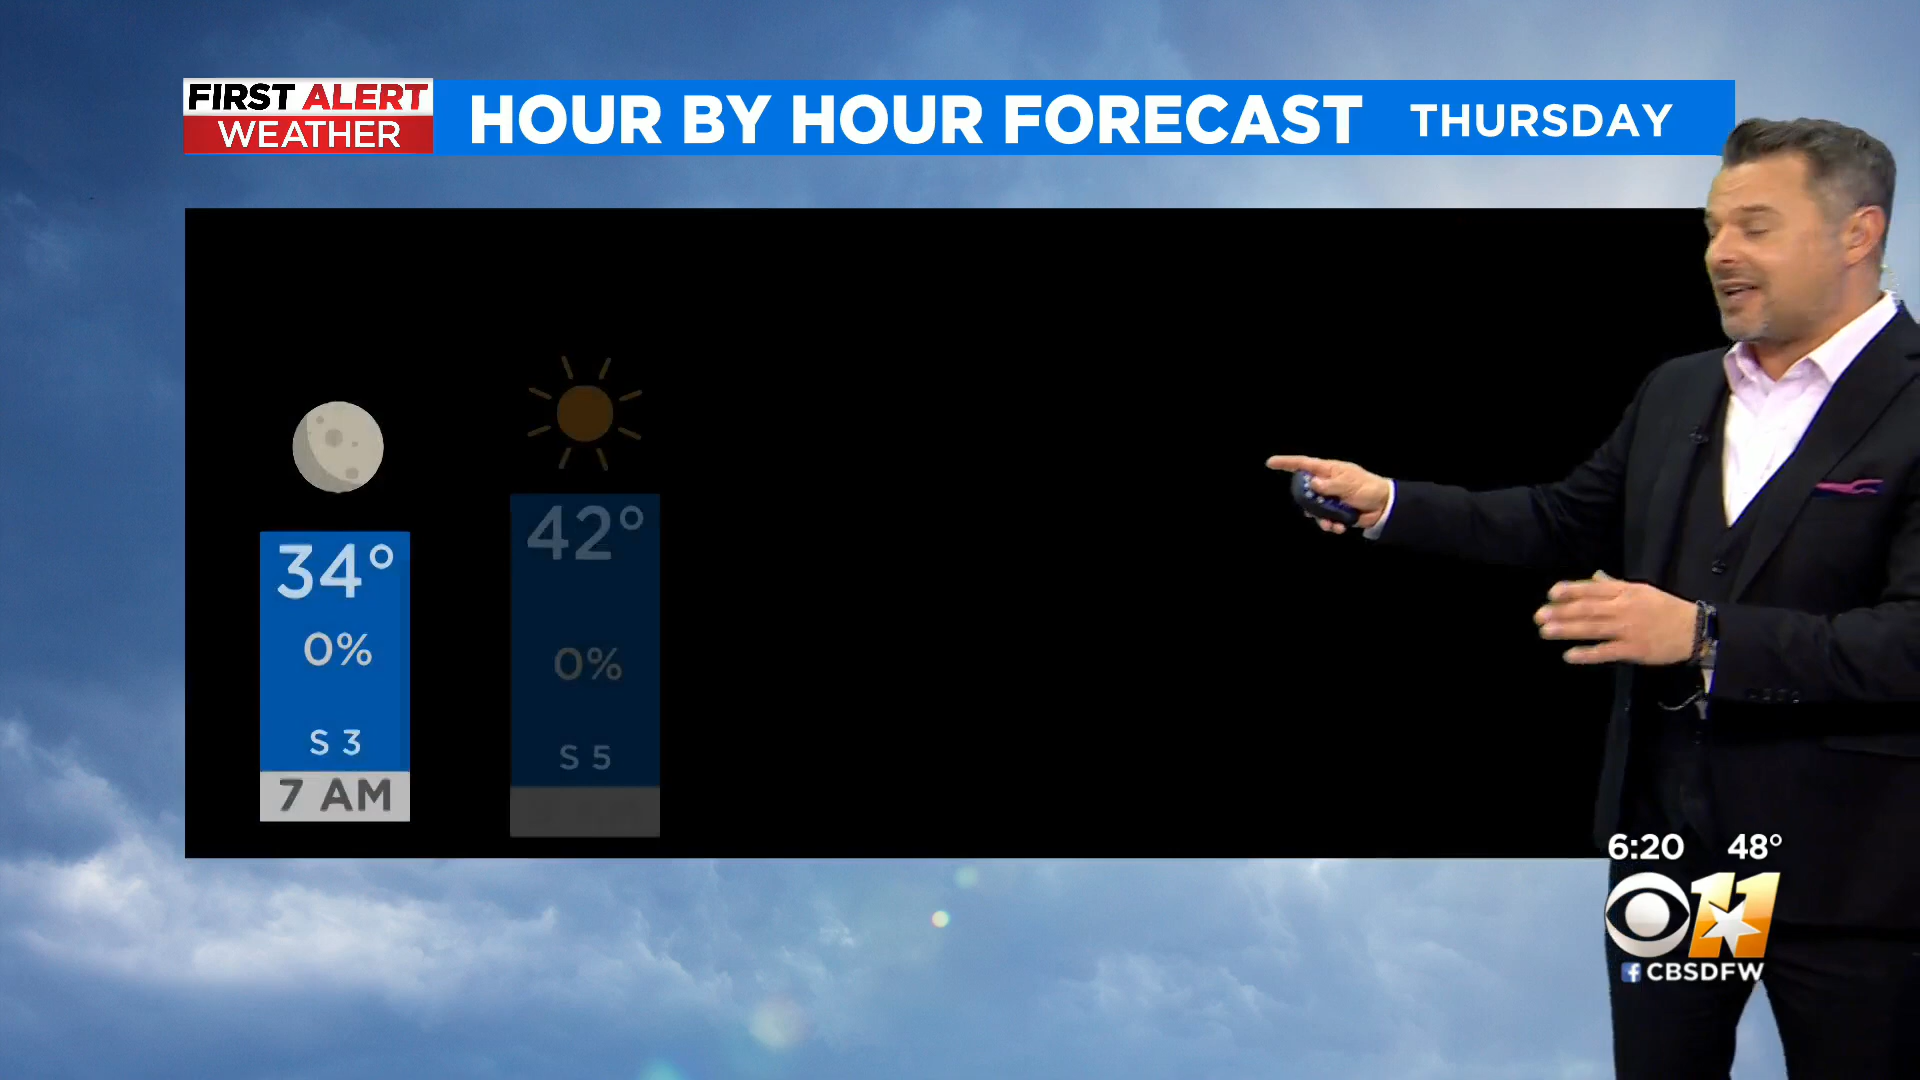 FIRST ALERT
WEATHER
HOUR BY HOUR FORECAST THURSDAY
34°
0%
S 3
7 AM
42°
0%
S 5
6:20 48°
11
CBSDFW